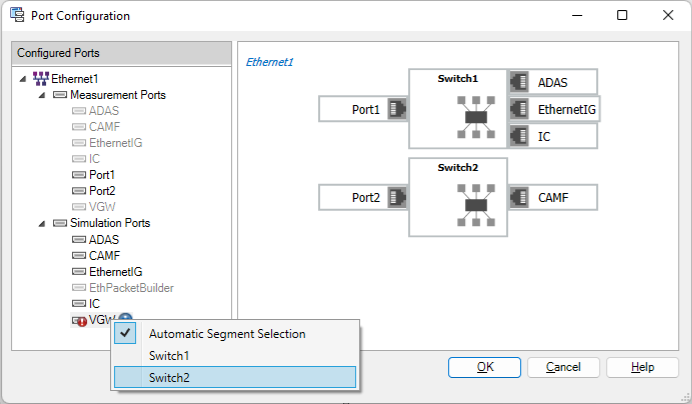 Port Configuration
Configured Ports
Ethernet1
Measurement Ports
ADAS
CAMF
EthernetIG
IC
Port1
Port2
VGW
Simulation Ports
ADAS
CAMF
EthernetIG
EthPacketBuilder
IC
VGW
Automatic Segment Selection
Switch1
Switch2
Ethernet1
Switch1
Port1
ADAS
EthernetIG
IC
Switch2
Port2
CAMF
OK
Cancel
Help